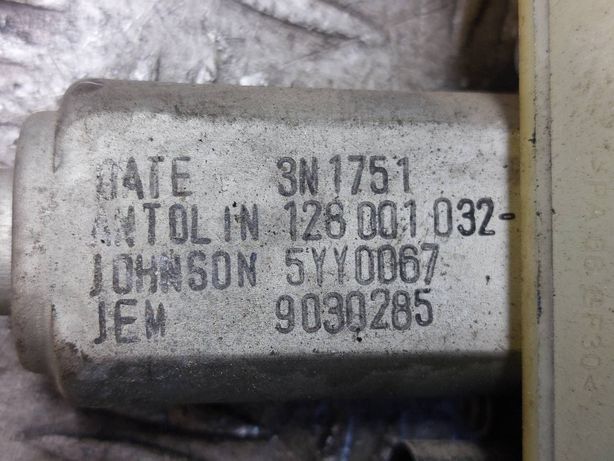 DATE 3N1751
ANTOLIN 128 001 032-
JOHNSON 5YY0067
JEM 9030285